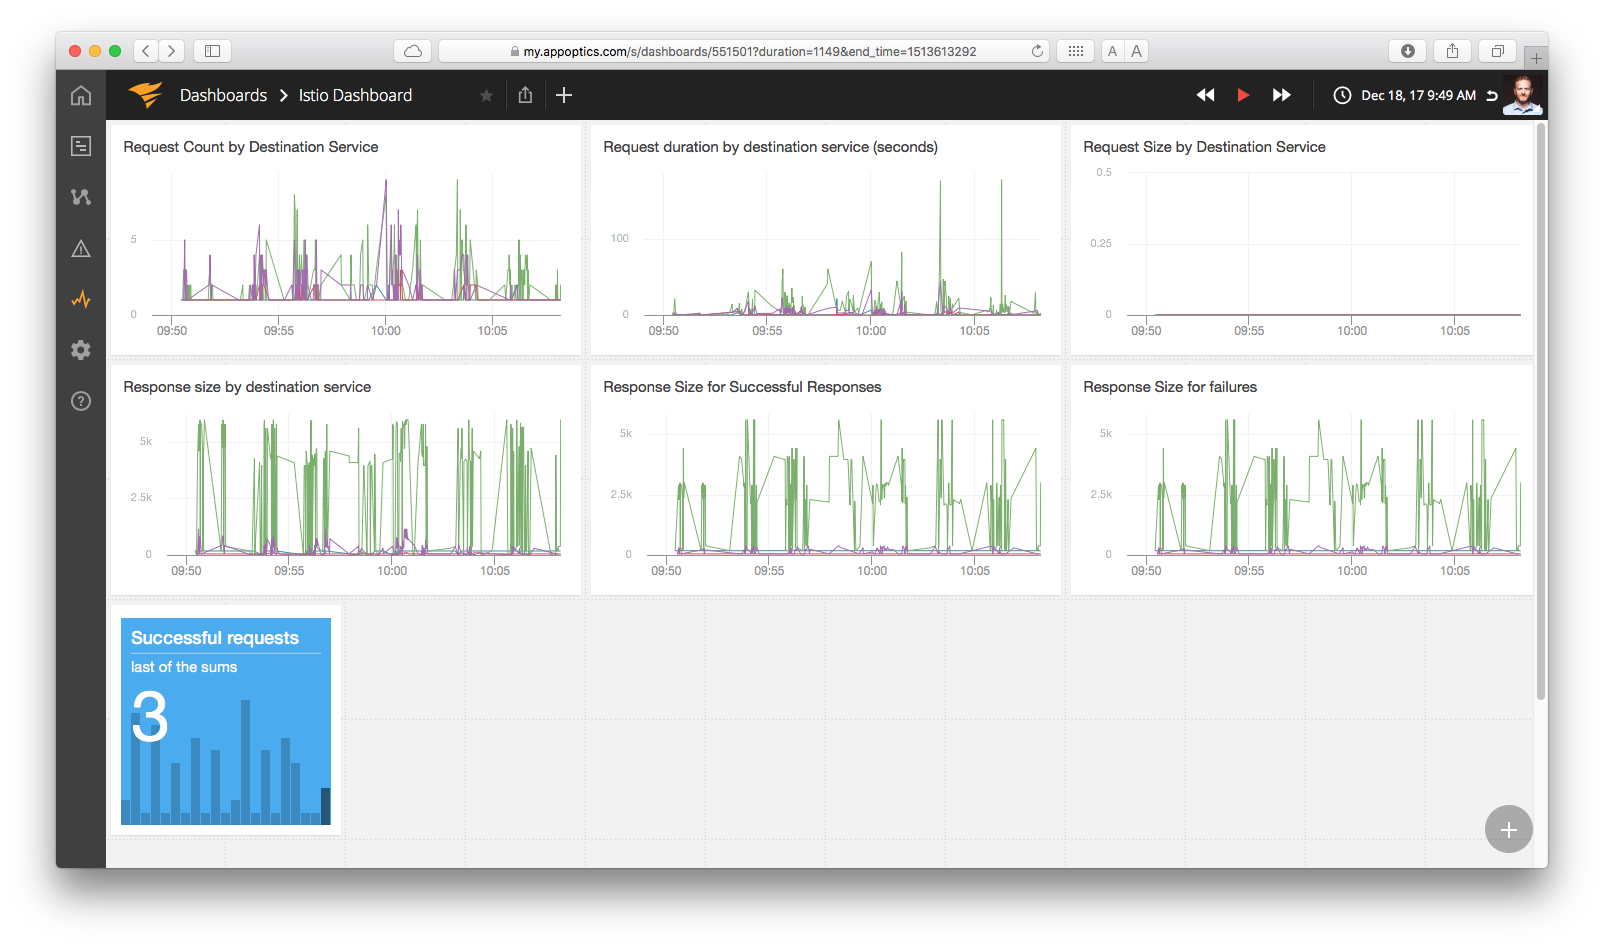 my.appoptics.com/s/dashboards/551501?duration=1149&end_time=1513613292
A A
Dashboards > Istio Dashboard
Dec 18, 17 9:49 AM
Request Count by Destination Service
5
0
09:50 09:55 10:00 10:05
Request duration by destination service (seconds)
100
0
09:50 09:55 10:00 10:05
Request Size by Destination Service
0.5
0.25
0
09:50 09:55 10:00 10:05
Response size by destination service
5k
2.5k
0
09:50 09:55 10:00 10:05
Response Size for Successful Responses
5k
2.5k
0
09:50 09:55 10:00 10:05
Response Size for failures
5k
2.5k
0
09:50 09:55 10:00 10:05
Successful requests
last of the sums
3